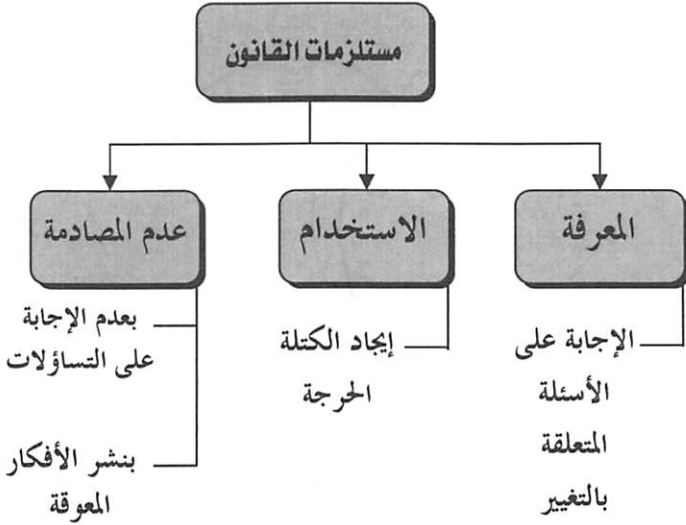 مستلزمات القانون
المعرفة
الاستخدام
عدم المصادمة
الإجابة على
الأسئلة
المتعلقة
بالتغيير
إيجاد الكتلة
الحرجة
بعدم الإجابة
على التساؤلات
بنشر الأفكار
المعوقة